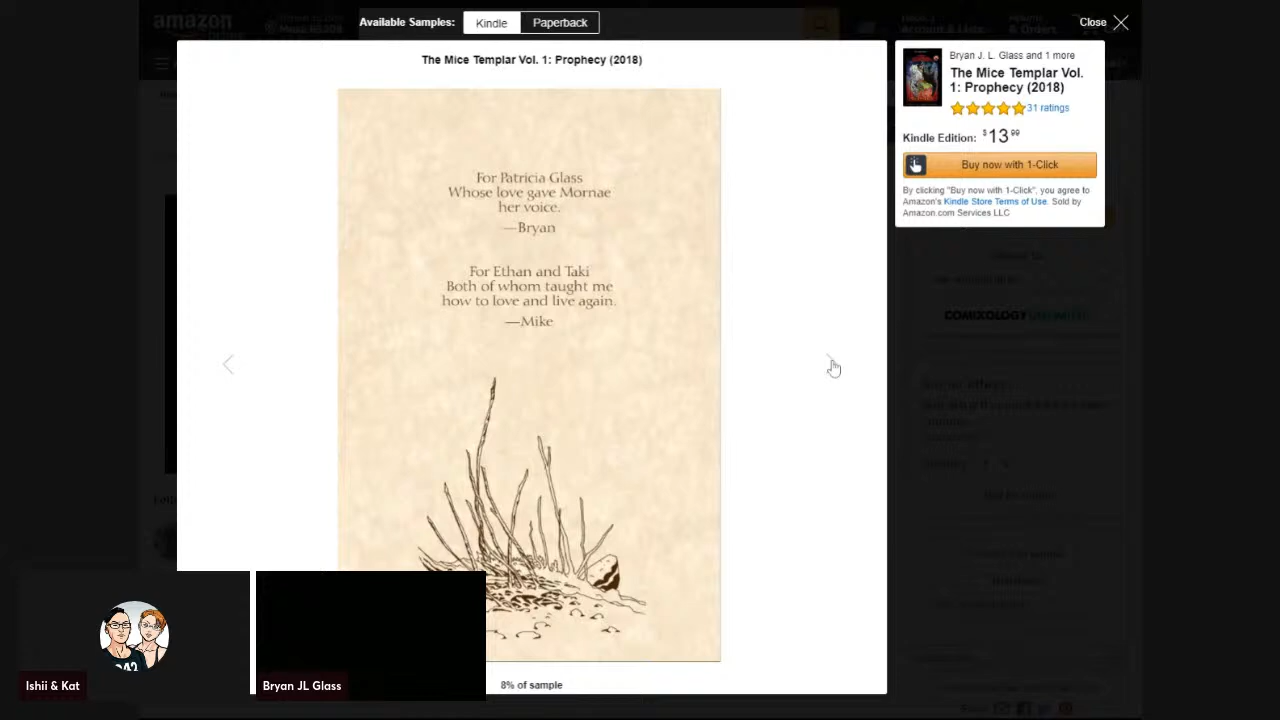 amazon
Available Samples:
Kindle
Paperback
Close
The Mice Templar Vol. 1: Prophecy (2018)
For Patricia Glass
Whose love gave Mornae
her voice.
—Bryan
For Ethan and Taki
Both of whom taught me
how to love and live again.
—Mike
8% of sample
Bryan J. L. Glass and 1 more
The Mice Templar Vol.
1: Prophecy (2018)
31 ratings
Kindle Edition: $13 99
Buy now with 1-Click
By clicking "Buy now with 1-Click", you agree to
Amazon's Kindle Store Terms of Use. Sold by
Amazon.com Services LLC
COMIXOLOGY UNLIMITED
Ishii & Kat
Bryan JL Glass